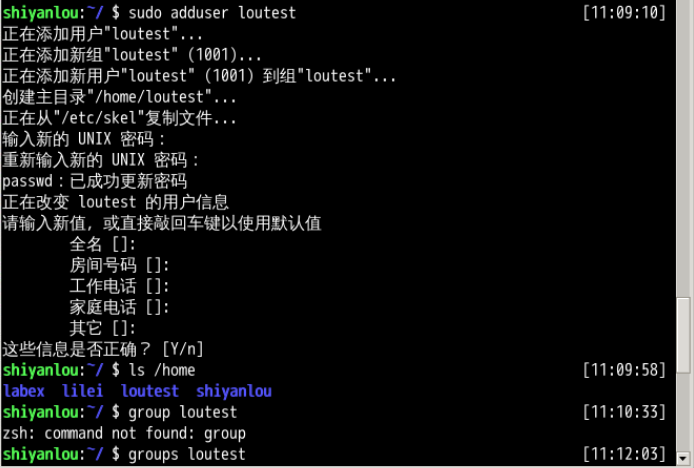 shiyanlou:~/ $ sudo adduser loutest [11:09:10]
正在添加用户"loutest"...
正在添加新组"loutest" (1001)...
正在添加新用户"loutest" (1001) 到组"loutest"...
创建主目录"/home/loutest"...
正在从"/etc/skel"复制文件...
输入新的 UNIX 密码：
重新输入新的 UNIX 密码：
passwd：已成功更新密码
正在改变 loutest 的用户信息
请输入新值，或直接敲回车键以使用默认值
全名 []:
房间号码 []:
工作电话 []:
家庭电话 []:
其它 []:
这些信息是否正确？ [Y/n]
shiyanlou:~/ $ ls /home [11:09:58]
labex lilei loutest shiyanlou
shiyanlou:~/ $ group loutest [11:10:33]
zsh: command not found: group
shiyanlou:~/ $ groups loutest [11:12:03]